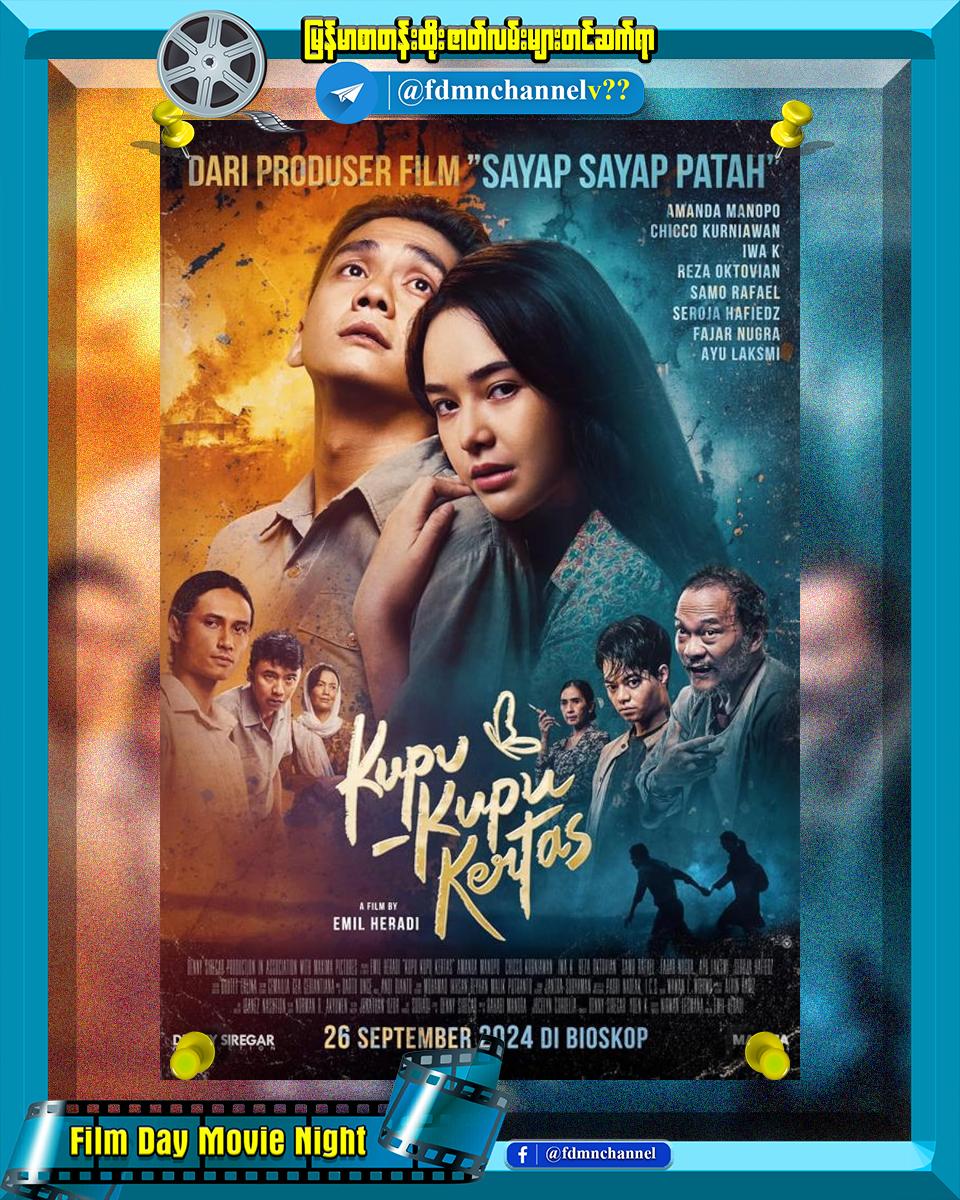 မြန်မာစာတန်းထိုးဇာတ်လမ်းများတင်ဆက်ရာ
@fdmnchannelv??
DARI PRODUSER FILM "SAYAP SAYAP PATAH"
AMANDA MANOPO
CHICCO KURNIAWAN
IWA K
REZA OKTOVIAN
SAMO RAFAEL
SEROJA HAFIEDZ
FAJAR NUGRA
AYU LAKSMI
Kupu
-Kupu
Kertas
A FILM BY
EMIL HERADI
26 SEPTEMBER 2024 DI BIOSKOP
SIREGAR
Film Day Movie Night
f @fdmnchannel